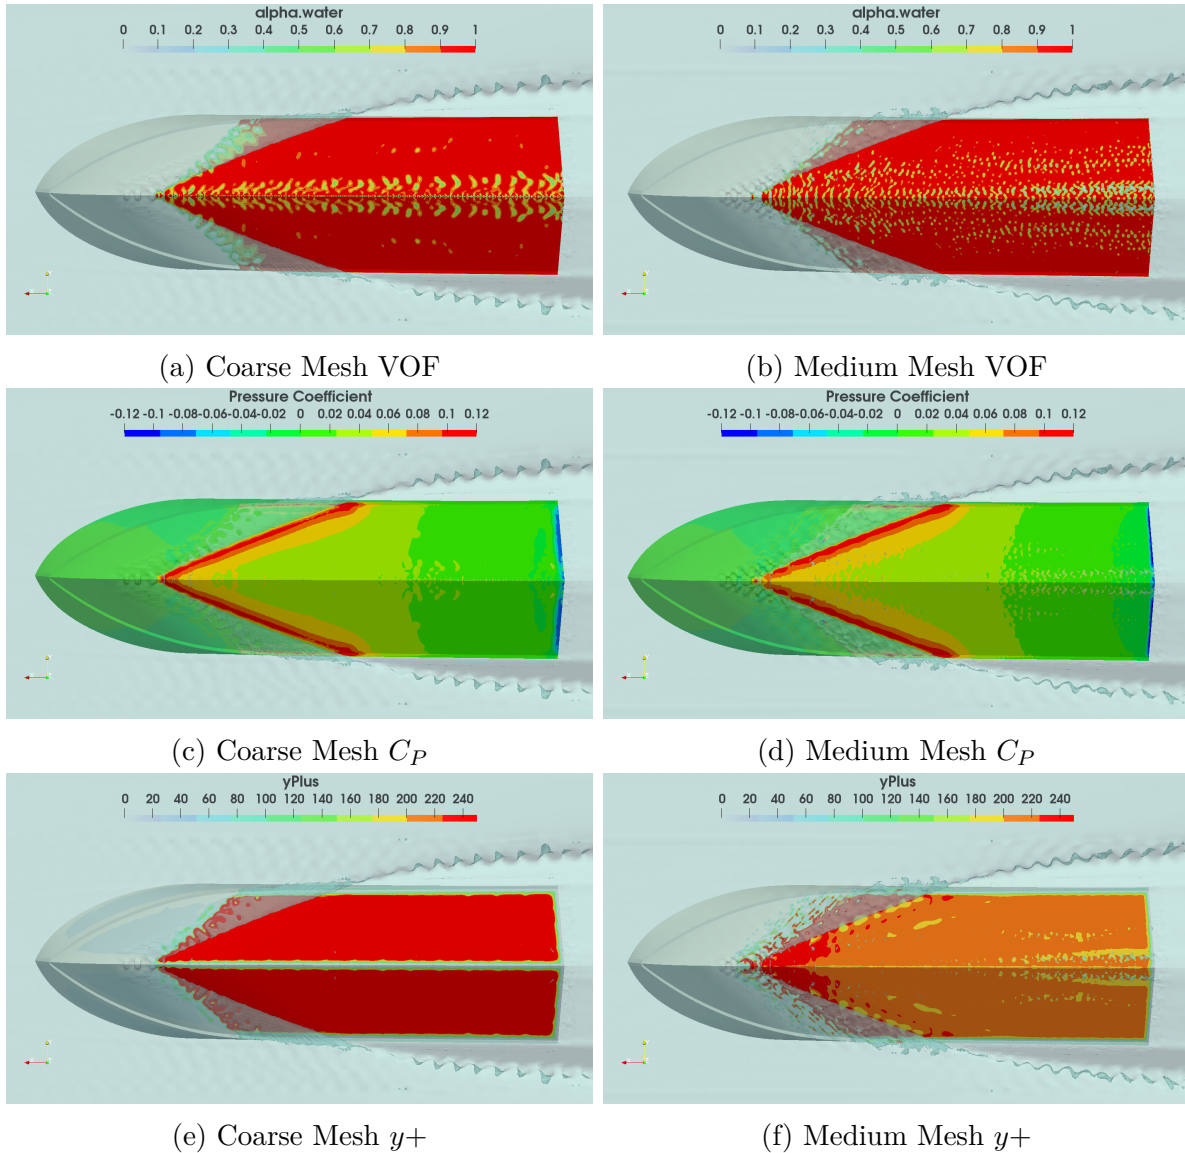 alpha.water
0 0.1 0.2 0.3 0.4 0.5 0.6 0.7 0.8 0.9 1
alpha.water
0 0.1 0.2 0.3 0.4 0.5 0.6 0.7 0.8 0.9 1
(a) Coarse Mesh VOF
(b) Medium Mesh VOF
Pressure Coefficient
-0.12 -0.1 -0.08 -0.06 -0.04 -0.02 0 0.02 0.04 0.06 0.08 0.1 0.12
Pressure Coefficient
-0.12 -0.1 -0.08 -0.06 -0.04 -0.02 0 0.02 0.04 0.06 0.08 0.1 0.12
(c) Coarse Mesh C_P
(d) Medium Mesh C_P
yPlus
0 20 40 60 80 100 120 140 160 180 200 220 240
yPlus
0 20 40 60 80 100 120 140 160 180 200 220 240
(e) Coarse Mesh y+
(f) Medium Mesh y+